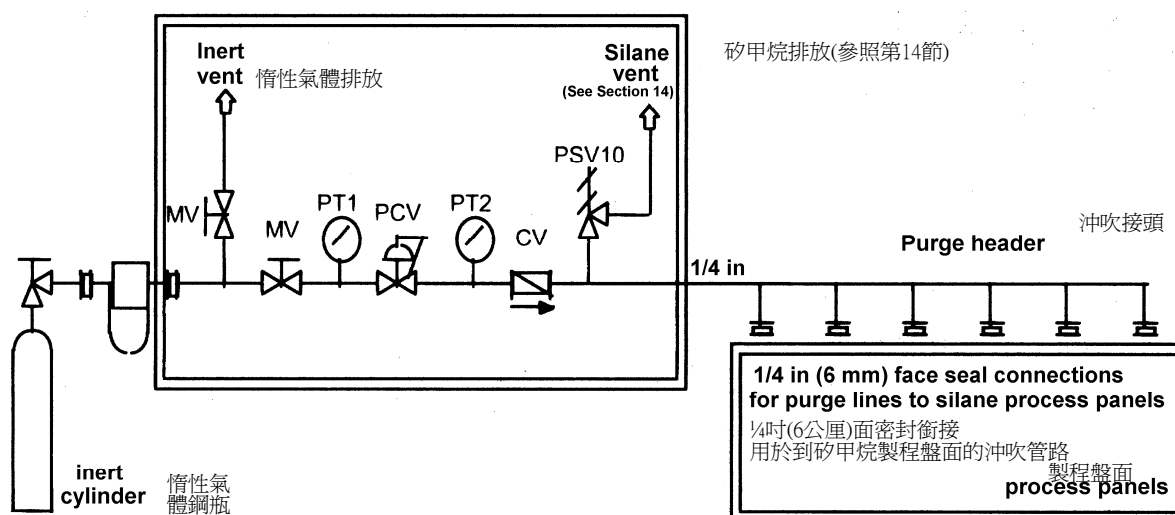 Inert
vent
惰性氣體排放
Silane
vent
(See Section 14)
矽甲烷排放(參照第14節)
PSV10
MV
MV
PT1
PCV
PT2
CV
1/4 in
Purge header
沖吹接頭
1/4 in (6 mm) face seal connections
for purge lines to silane process panels
¼吋(6公厘)面密封銜接
用於到矽甲烷製程盤面的沖吹管路
製程盤面
process panels
inert
cylinder
惰性氣
體鋼瓶